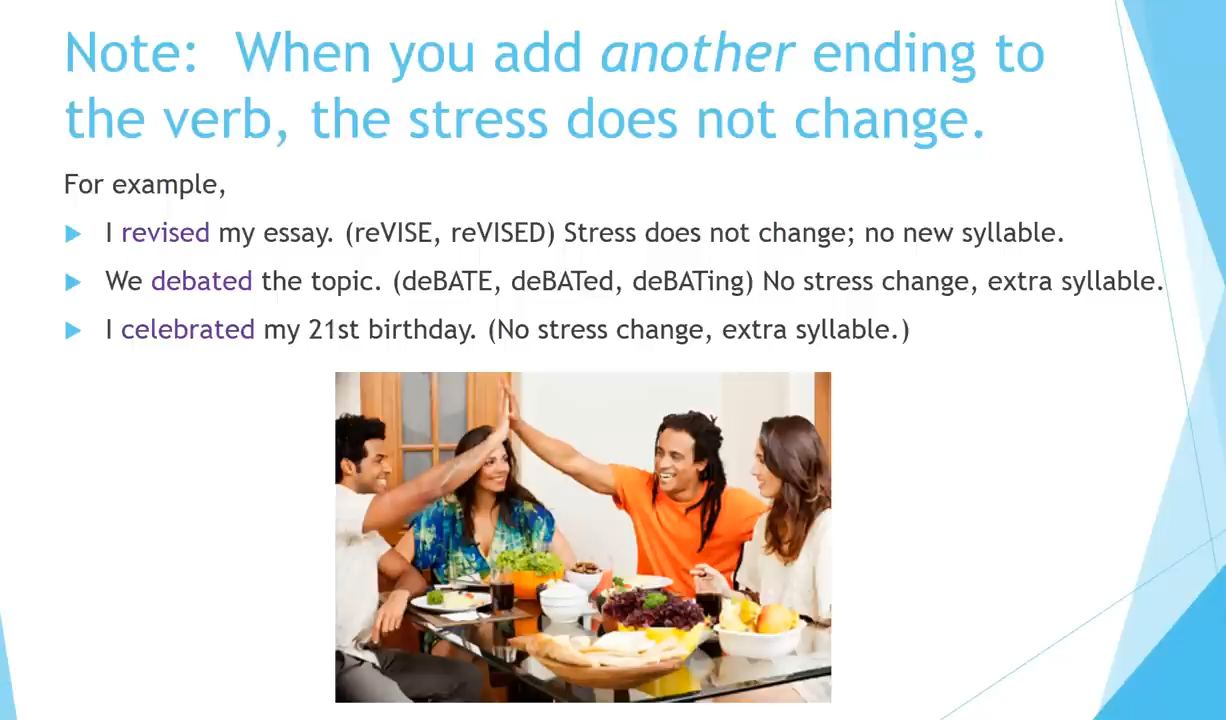 Note: When you add another ending to
the verb, the stress does not change.
For example,
I revised my essay. (reVISE, reVISED) Stress does not change; no new syllable.
We debated the topic. (deBATE, deBATed, deBATing) No stress change, extra syllable.
I celebrated my 21st birthday. (No stress change, extra syllable.)